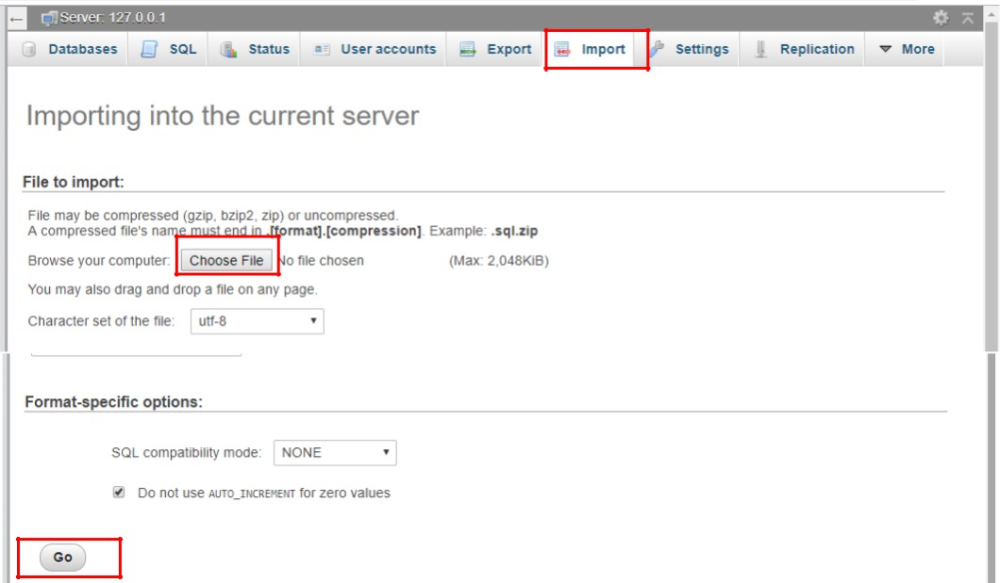 Server: 127.0.0.1
Databases SQL Status User accounts Export Import Settings Replication More
Importing into the current server
File to import:
File may be compressed (gzip, bzip2, zip) or uncompressed.
A compressed file's name must end in .[format].[compression]. Example: .sql.zip
Browse your computer: Choose File No file chosen (Max: 2,048KiB)
You may also drag and drop a file on any page.
Character set of the file: utf-8
Format-specific options:
SQL compatibility mode: NONE
Do not use AUTO_INCREMENT for zero values
Go